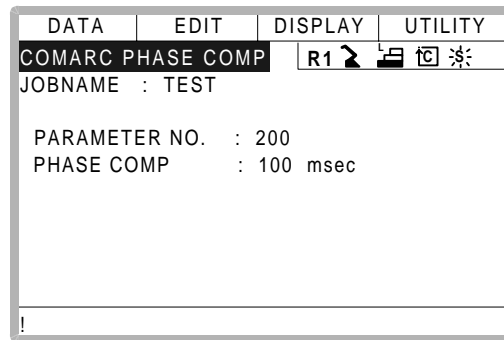 DATA EDIT DISPLAY UTILITY
COMARC PHASE COMP R1 L C S
JOBNAME : TEST
PARAMETER NO. : 200
PHASE COMP : 100 msec
!